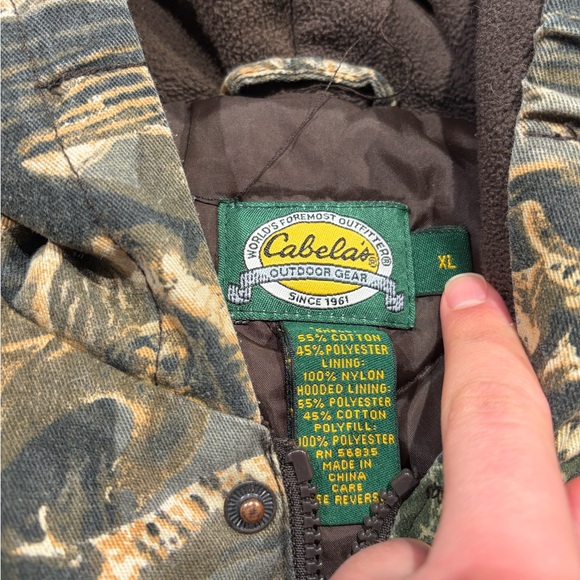 WORLD'S FOREMOST OUTFITTER®
Cabela's®
OUTDOOR GEAR
SINCE 1961
XL
55% COTTON
45% POLYESTER
LINING:
100% NYLON
HOODED LINING:
55% POLYESTER
45% COTTON
POLYFILL:
100% POLYESTER
RN 56835
MADE IN
CHINA
CARE
REVERS